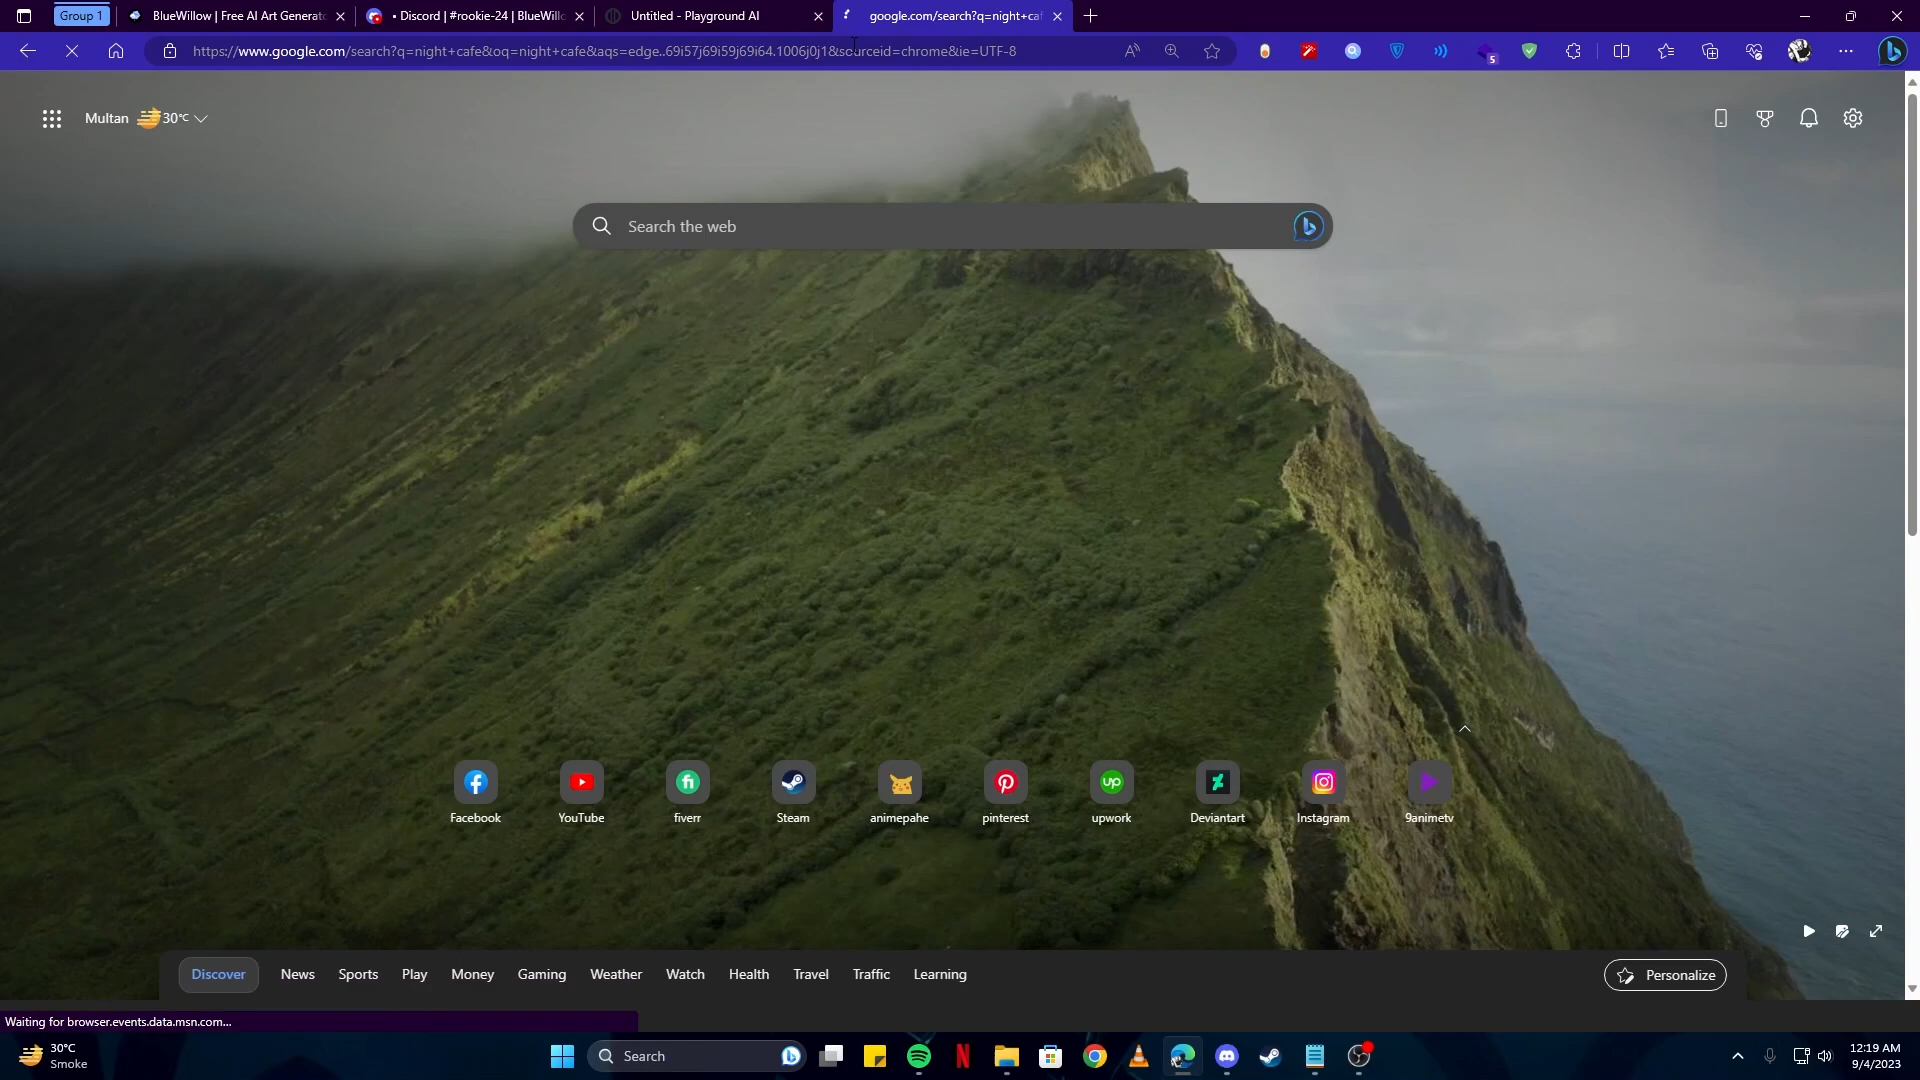 Group 1
BlueWillow | Free AI Art Generato
• Discord | #rookie-24 | BlueWillo
Untitled - Playground AI
google.com/search?q=night+caf
https://www.google.com/search?q=night+cafe&oq=night+cafe&aqs=edge..69i57j69i59j69i64.1006j0j1&sourceid=chrome&ie=UTF-8
5
Multan 30°C
Search the web
Facebook
YouTube
fiverr
Steam
animepahe
pinterest
upwork
Deviantart
Instagram
9animetv
Discover
News
Sports
Play
Money
Gaming
Weather
Watch
Health
Travel
Traffic
Learning
Personalize
Waiting for browser.events.data.msn.com...
30°C
Smoke
Search
12:19 AM
9/4/2023